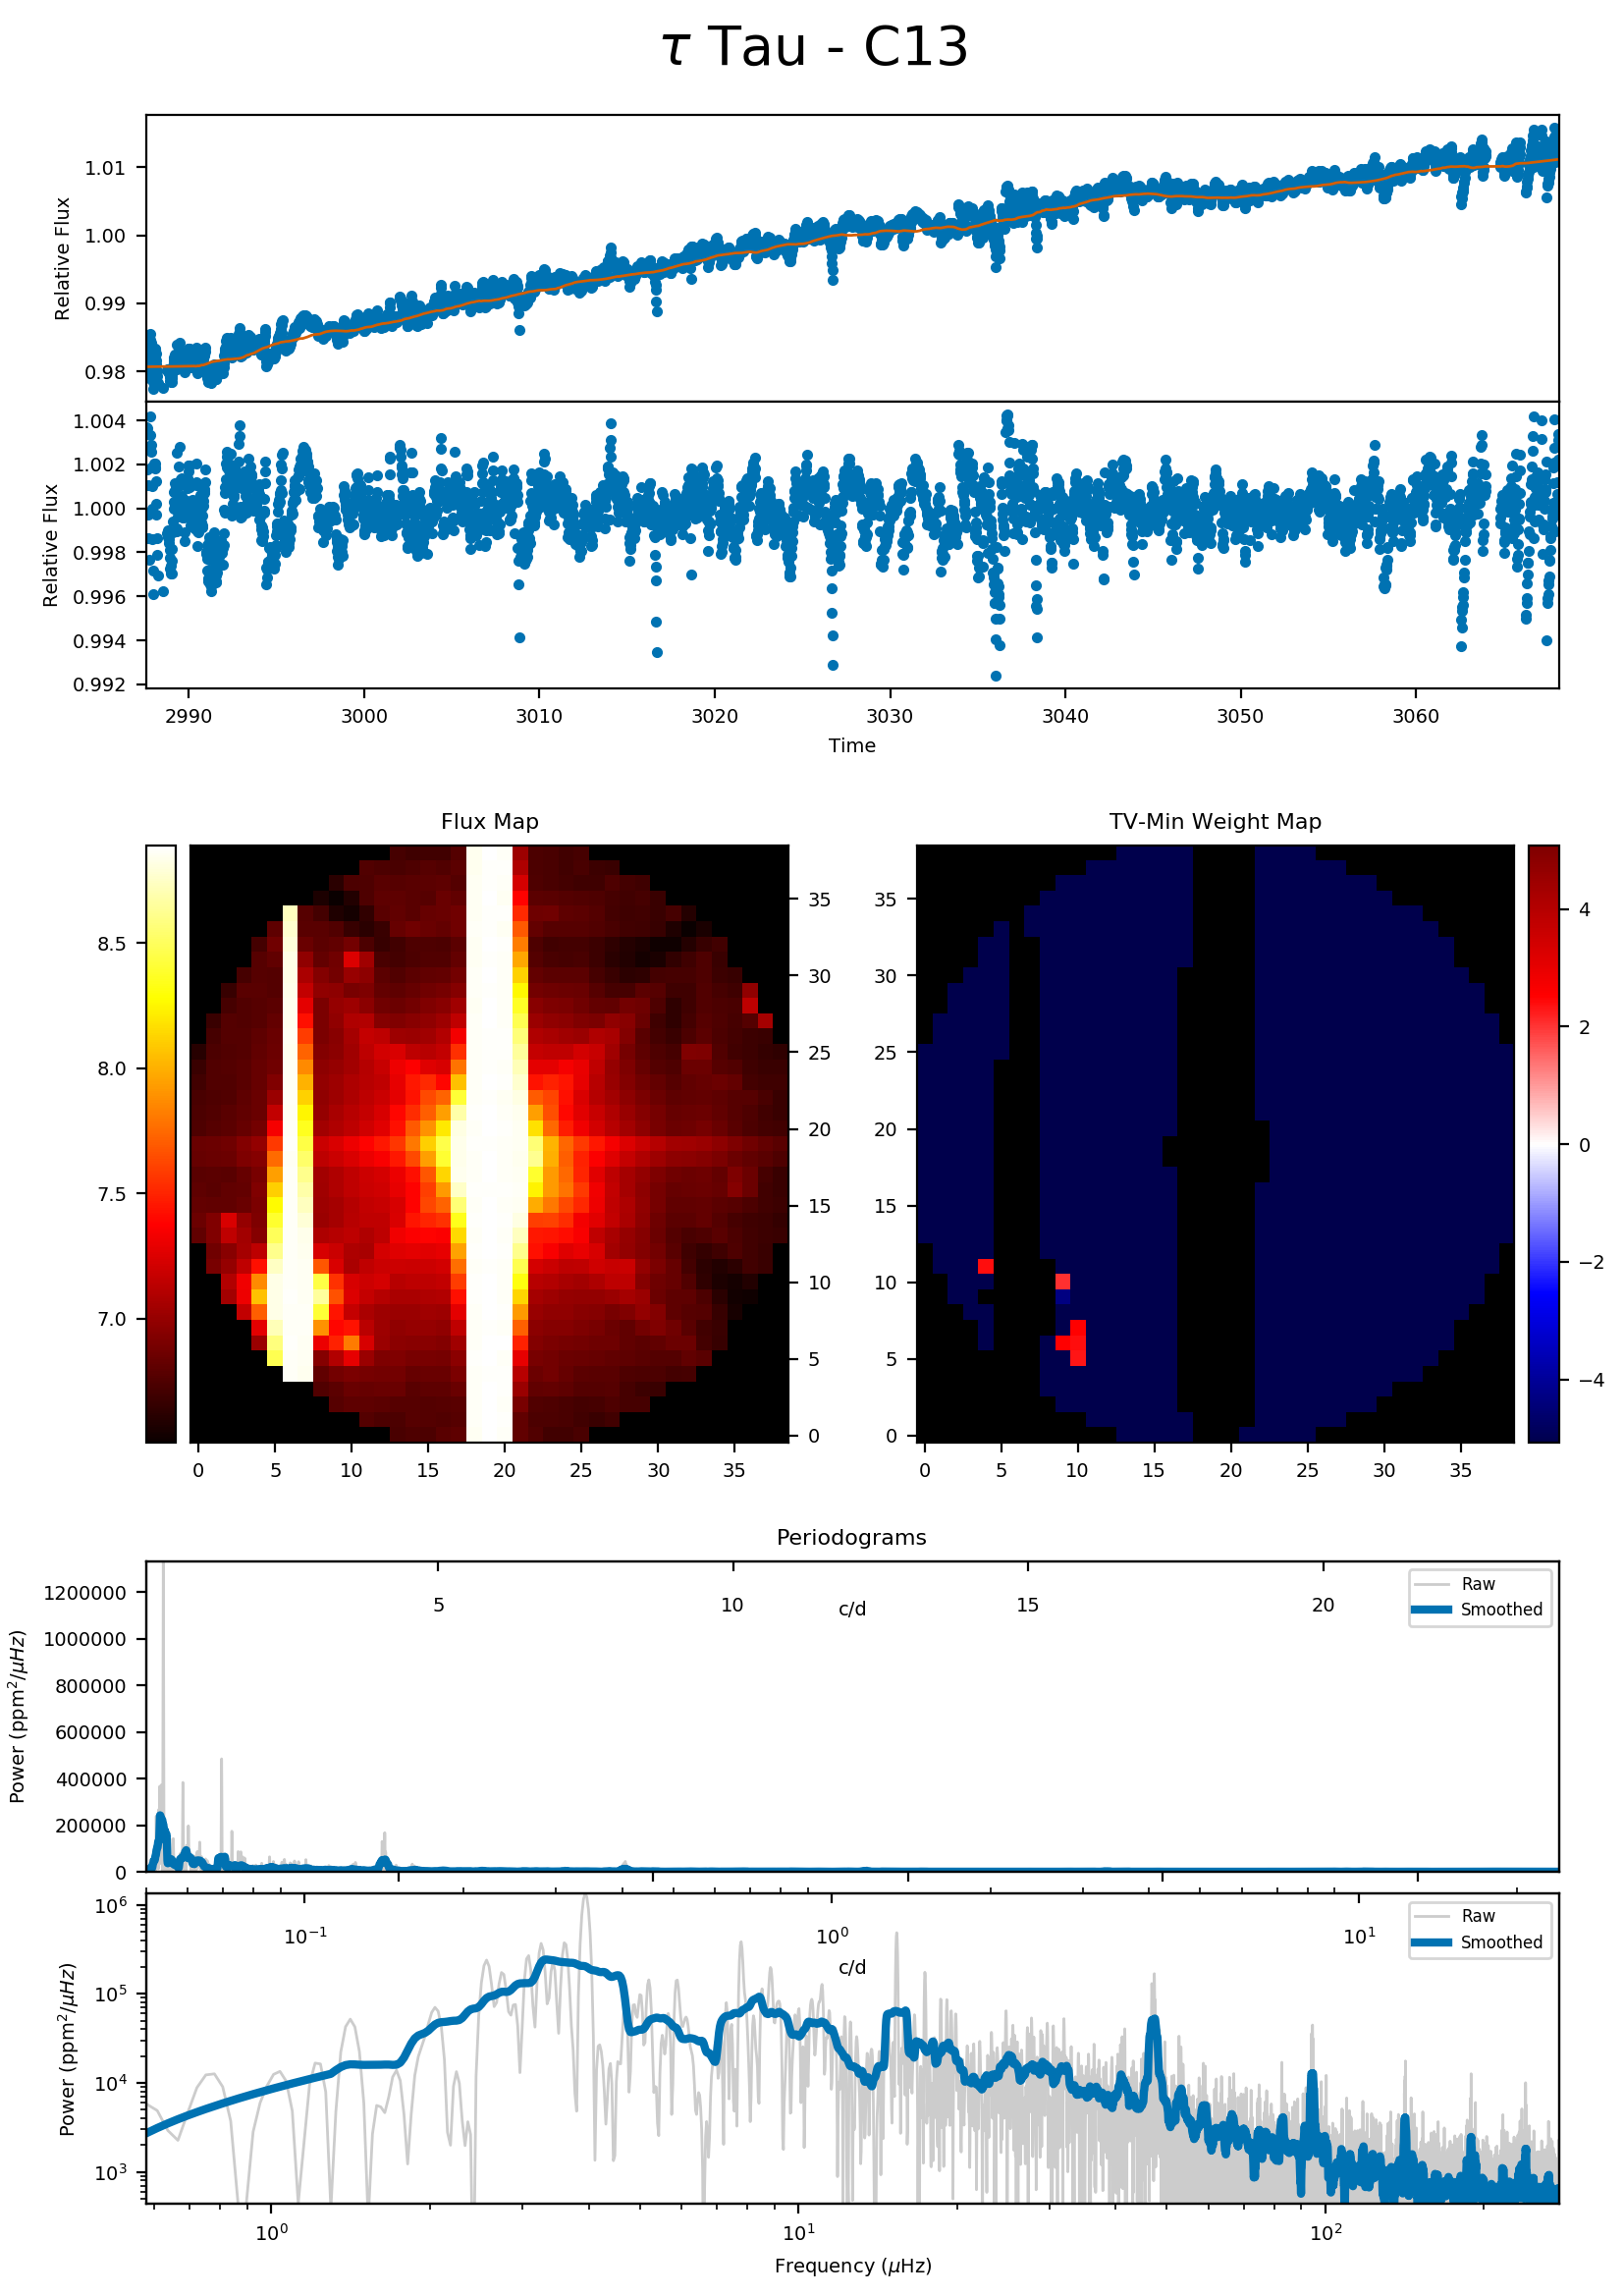 τ Tau - C13
Relative Flux
1.01
1.00
0.99
0.98
Relative Flux
1.004
1.002
1.000
0.998
0.996
0.994
0.992
2990 3000 3010 3020 3030 3040 3050 3060
Time
Flux Map
8.5
8.0
7.5
7.0
35
30
25
20
15
10
5
0
0 5 10 15 20 25 30 35
TV-Min Weight Map
35
30
25
20
15
10
5
0
0 5 10 15 20 25 30 35
4
2
0
−2
−4
Periodograms
Power (ppm²/μHz)
1200000
1000000
800000
600000
400000
200000
0
5 10 15 20
c/d
Raw
Smoothed
Power (ppm²/μHz)
10⁶
10⁵
10⁴
10³
10⁻¹ 10⁰ 10¹
c/d
Raw
Smoothed
10⁰ 10¹ 10²
Frequency (μHz)